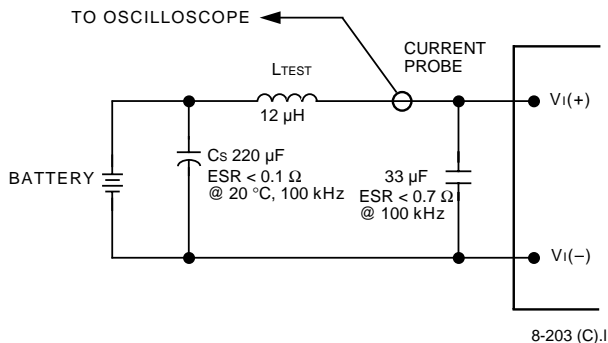 TO OSCILLOSCOPE
CURRENT
PROBE
LTEST
12 µH
VI(+)
CS 220 µF
ESR < 0.1 Ω
@ 20 °C, 100 kHz
33 µF
ESR < 0.7 Ω
@ 100 kHz
BATTERY
VI(–)
8-203 (C).l